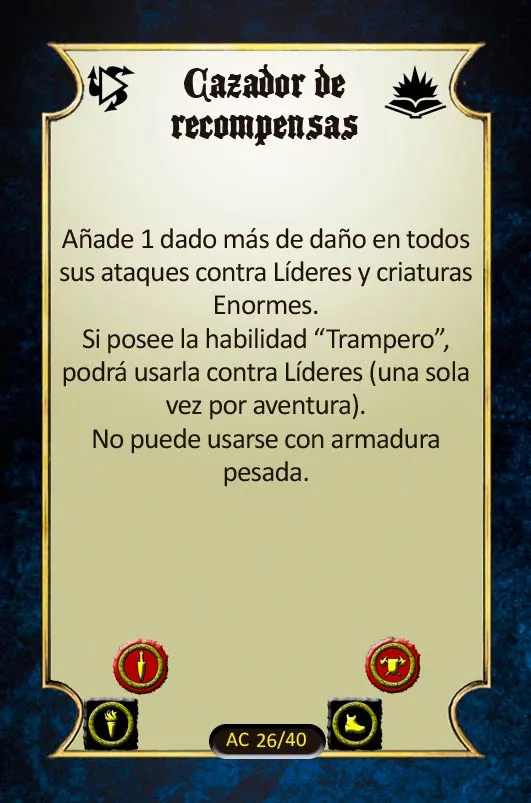 Cazador de
recompensas
Añade 1 dado más de daño en todos
sus ataques contra Líderes y criaturas
Enormes.
Si posee la habilidad “Trampero”,
podrá usarla contra Líderes (una sola
vez por aventura).
No puede usarse con armadura
pesada.
AC 26/40